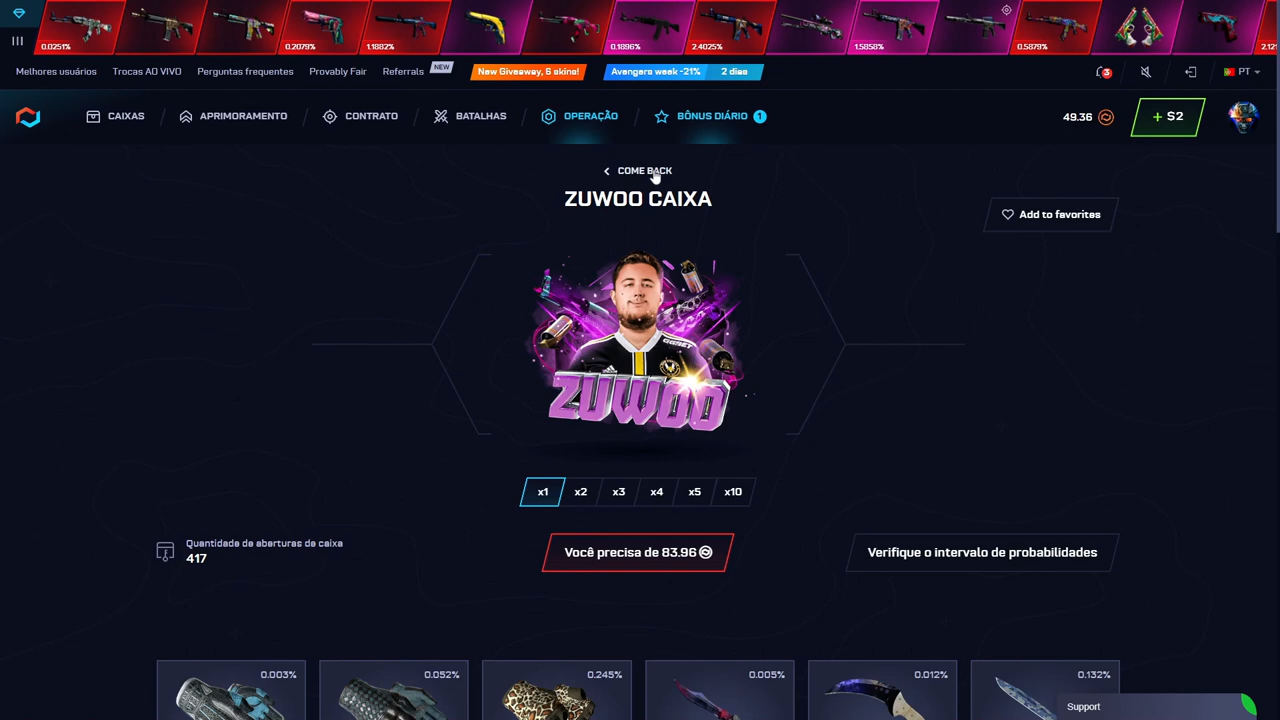 0.0251%
0.2079%
1.1882%
0.1896%
2.4025%
1.5858%
0.5879%
Melhores usuários
Trocas AO VIVO
Perguntas frequentes
Provably Fair
Referrals
NEW
New Giveaway, 6 skins!
Avengers week -21%
2 dias
3
PT
CAIXAS
APRIMORAMENTO
CONTRATO
BATALHAS
OPERAÇÃO
BÔNUS DIÁRIO 1
49.36
+ $2
COME BACK
ZUWOO CAIXA
Add to favorites
GGBET
ZUWOO
x1
x2
x3
x4
x5
x10
Quantidade de aberturas de caixa
417
Você precisa de 83.96
Verifique o intervalo de probabilidades
0.003%
0.052%
0.245%
0.005%
0.012%
0.132%
Support